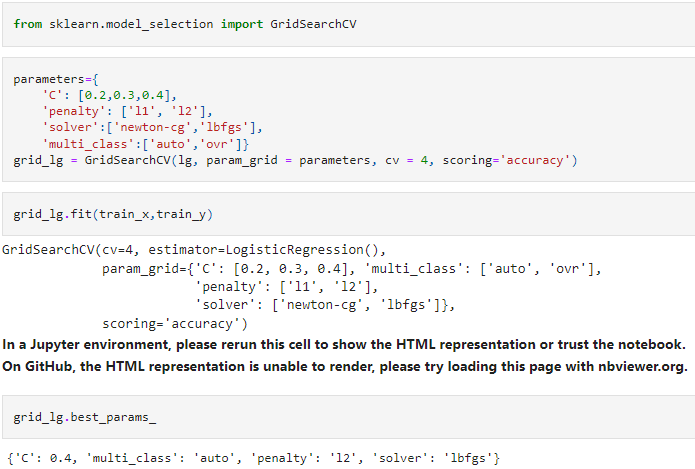 from sklearn.model_selection import GridSearchCV
parameters={
    'C': [0.2,0.3,0.4],
    'penalty': ['l1', 'l2'],
    'solver':['newton-cg','lbfgs'],
    'multi_class':['auto','ovr']}
grid_lg = GridSearchCV(lg, param_grid = parameters, cv = 4, scoring='accuracy')
grid_lg.fit(train_x,train_y)
GridSearchCV(cv=4, estimator=LogisticRegression(),
             param_grid={'C': [0.2, 0.3, 0.4], 'multi_class': ['auto', 'ovr'],
                         'penalty': ['l1', 'l2'],
                         'solver': ['newton-cg', 'lbfgs']},
             scoring='accuracy')
In a Jupyter environment, please rerun this cell to show the HTML representation or trust the notebook.
On GitHub, the HTML representation is unable to render, please try loading this page with nbviewer.org.
grid_lg.best_params_
{'C': 0.4, 'multi_class': 'auto', 'penalty': 'l2', 'solver': 'lbfgs'}